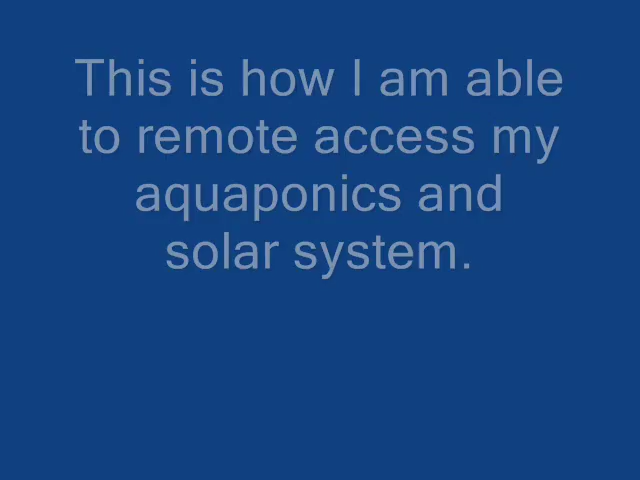 This is how I am able
to remote access my
aquaponics and
solar system.